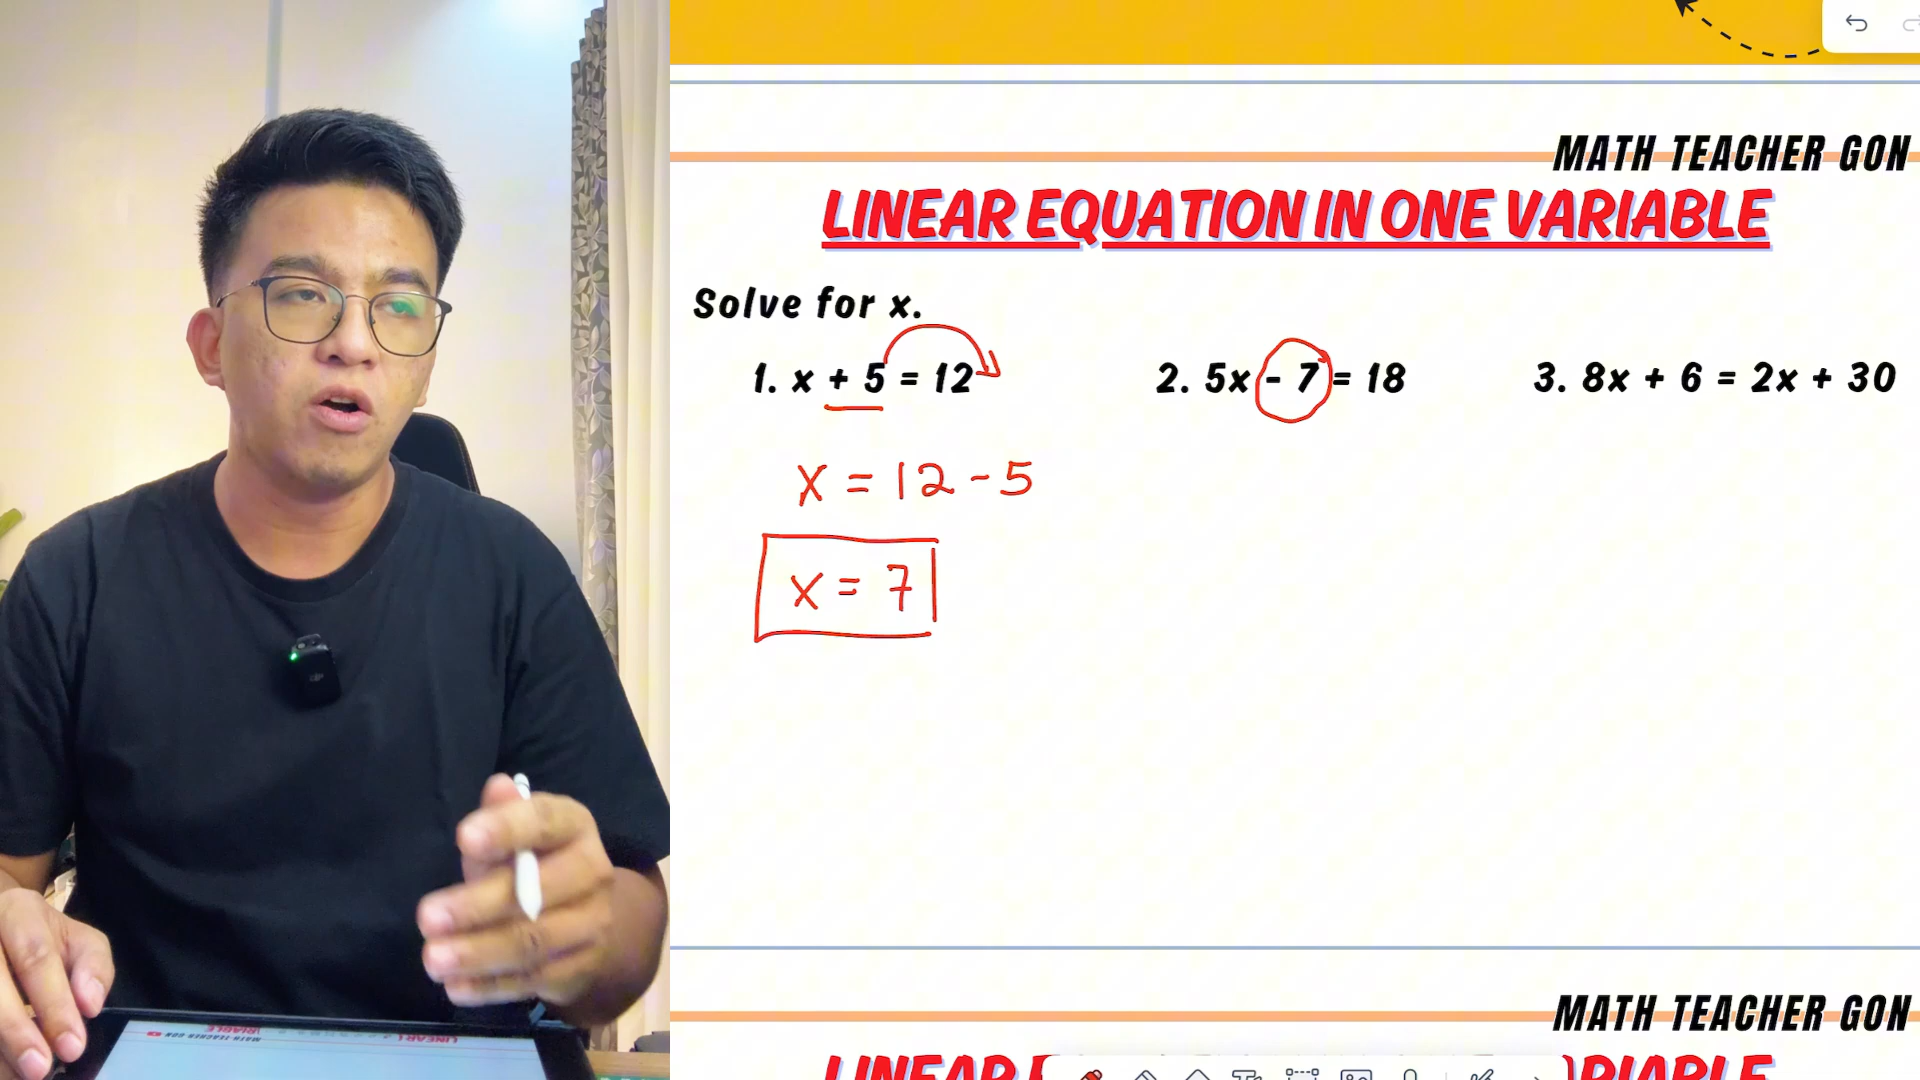 MATH TEACHER GON
LINEAR EQUATION IN ONE VARIABLE
Solve for x.
1. x + 5 = 12
x = 12 - 5
x = 7
2. 5x - 7 = 18
3. 8x + 6 = 2x + 30
MATH TEACHER GON